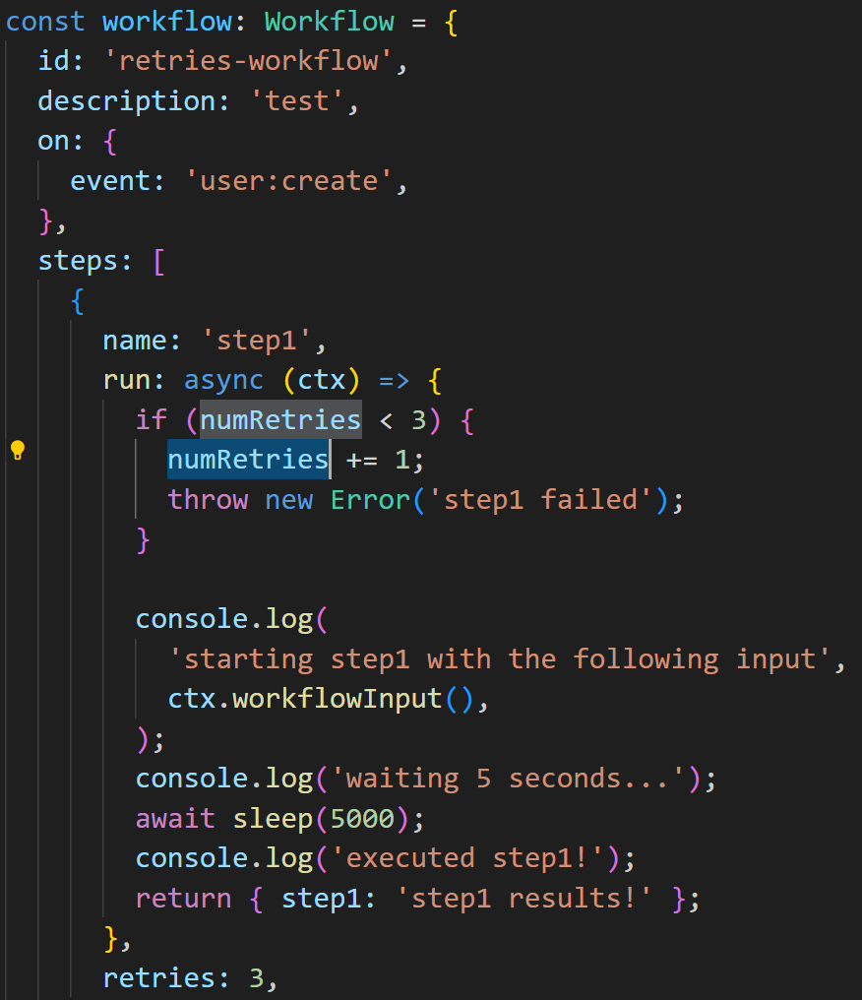 const workflow: Workflow = {
  id: 'retries-workflow',
  description: 'test',
  on: {
    event: 'user:create',
  },
  steps: [
    {
      name: 'step1',
      run: async (ctx) => {
        if (numRetries < 3) {
          numRetries += 1;
          throw new Error('step1 failed');
        }

        console.log(
          'starting step1 with the following input',
          ctx.workflowInput(),
        );
        console.log('waiting 5 seconds...');
        await sleep(5000);
        console.log('executed step1!');
        return { step1: 'step1 results!' };
      },
      retries: 3,